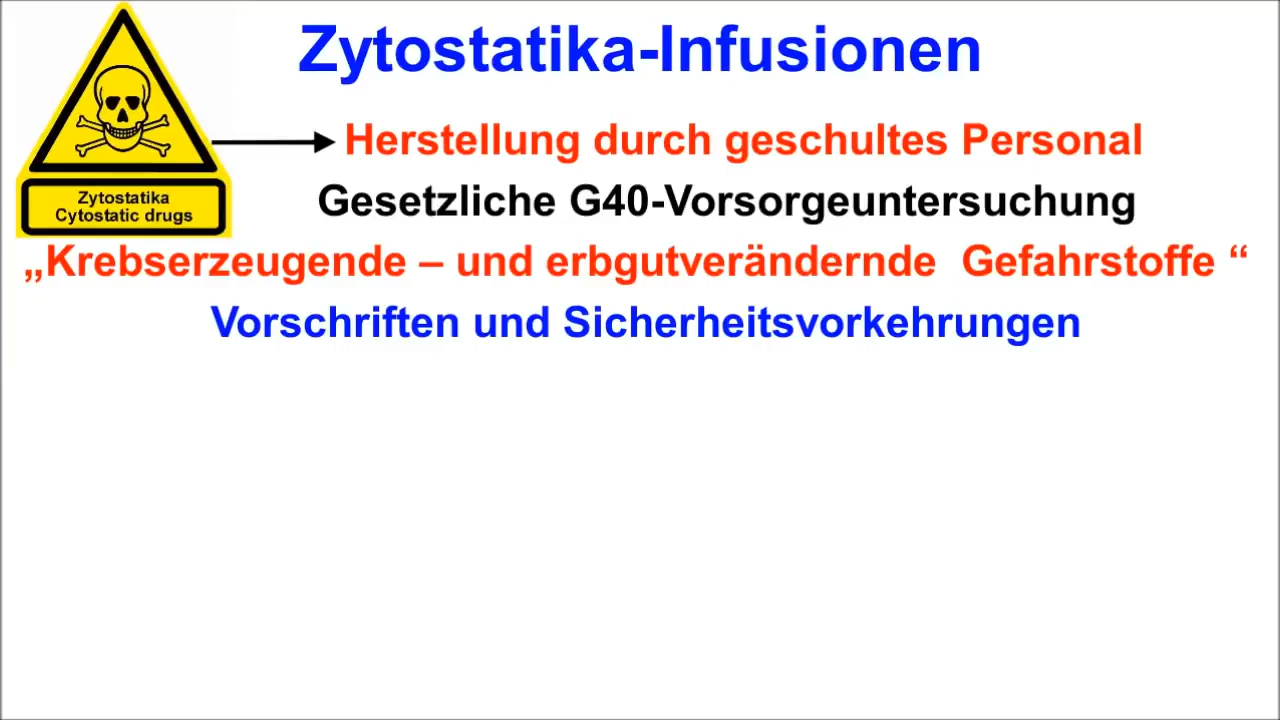 Zytostatika-Infusionen
Herstellung durch geschultes Personal
Zytostatika
Cytostatic drugs
Gesetzliche G40-Vorsorgeuntersuchung
„Krebserzeugende – und erbgutverändernde  Gefahrstoffe “
Vorschriften und Sicherheitsvorkehrungen